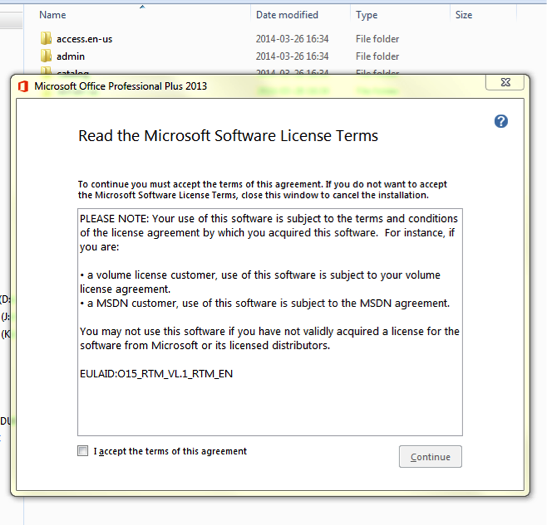 Name Date modified Type Size
access.en-us 2014-03-26 16:34 File folder
admin 2014-03-26 16:34 File folder
catalog 2014-03-26 16:34 File folder
Microsoft Office Professional Plus 2013
Read the Microsoft Software License Terms
To continue you must accept the terms of this agreement. If you do not want to accept
the Microsoft Software License Terms, close this window to cancel the installation.
PLEASE NOTE: Your use of this software is subject to the terms and conditions
of the license agreement by which you acquired this software. For instance, if
you are:
• a volume license customer, use of this software is subject to your volume
license agreement.
• a MSDN customer, use of this software is subject to the MSDN agreement.
You may not use this software if you have not validly acquired a license for the
software from Microsoft or its licensed distributors.
EULAID:O15_RTM_VL.1_RTM_EN
(D:
(J:
(K:
DU
I accept the terms of this agreement
Continue